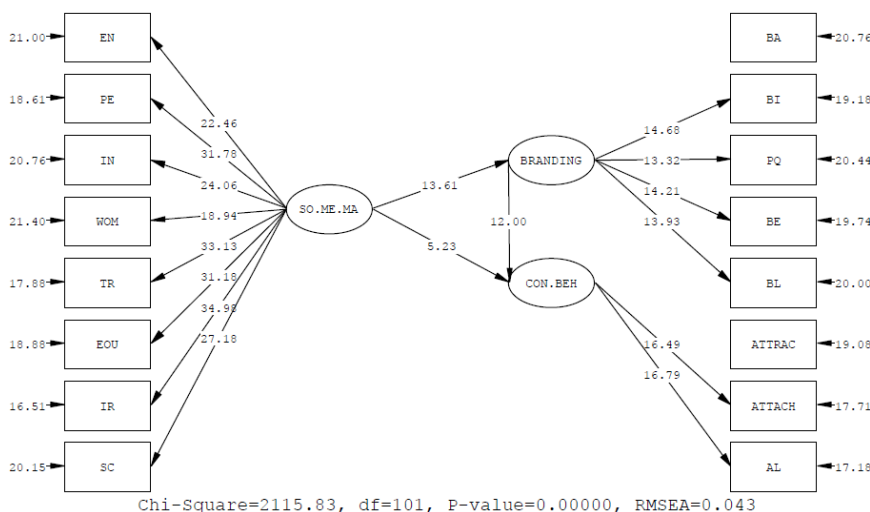 21.00 EN BA 20.76
22.46
18.61 PE 14.68 BI 19.18
31.78
20.76 IN 24.06 BRANDING 13.32 PQ 20.44
13.61 14.21
21.40 WOM 18.94 SO.ME.MA 12.00 13.93 BE 19.74
33.13 5.23
17.88 TR 31.18 CON.BEH BL 20.00
34.98
18.88 EOU 27.18 16.49 ATTRAC 19.08
16.79
16.51 IR ATTACH 17.71
20.15 SC AL 17.18
Chi-Square=2115.83, df=101, P-value=0.00000, RMSEA=0.043